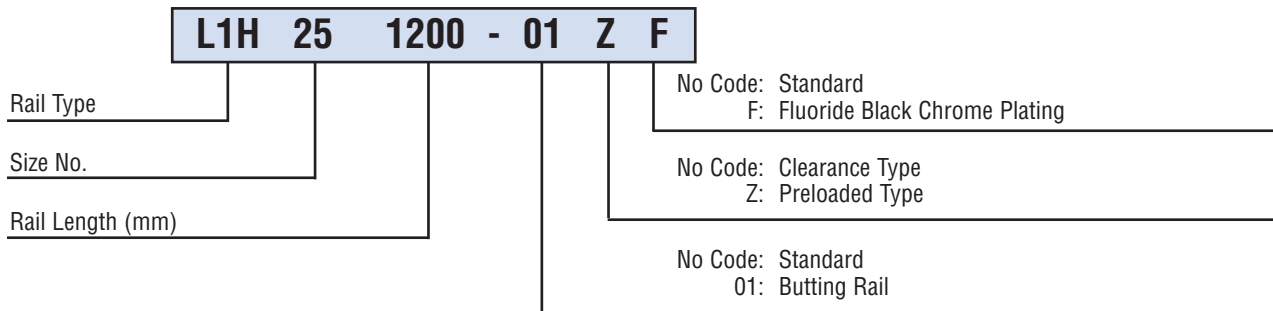 L1H 25 1200 - 01 Z F
Rail Type
Size No.
Rail Length (mm)
No Code: Standard
F: Fluoride Black Chrome Plating
No Code: Clearance Type
Z: Preloaded Type
No Code: Standard
01: Butting Rail